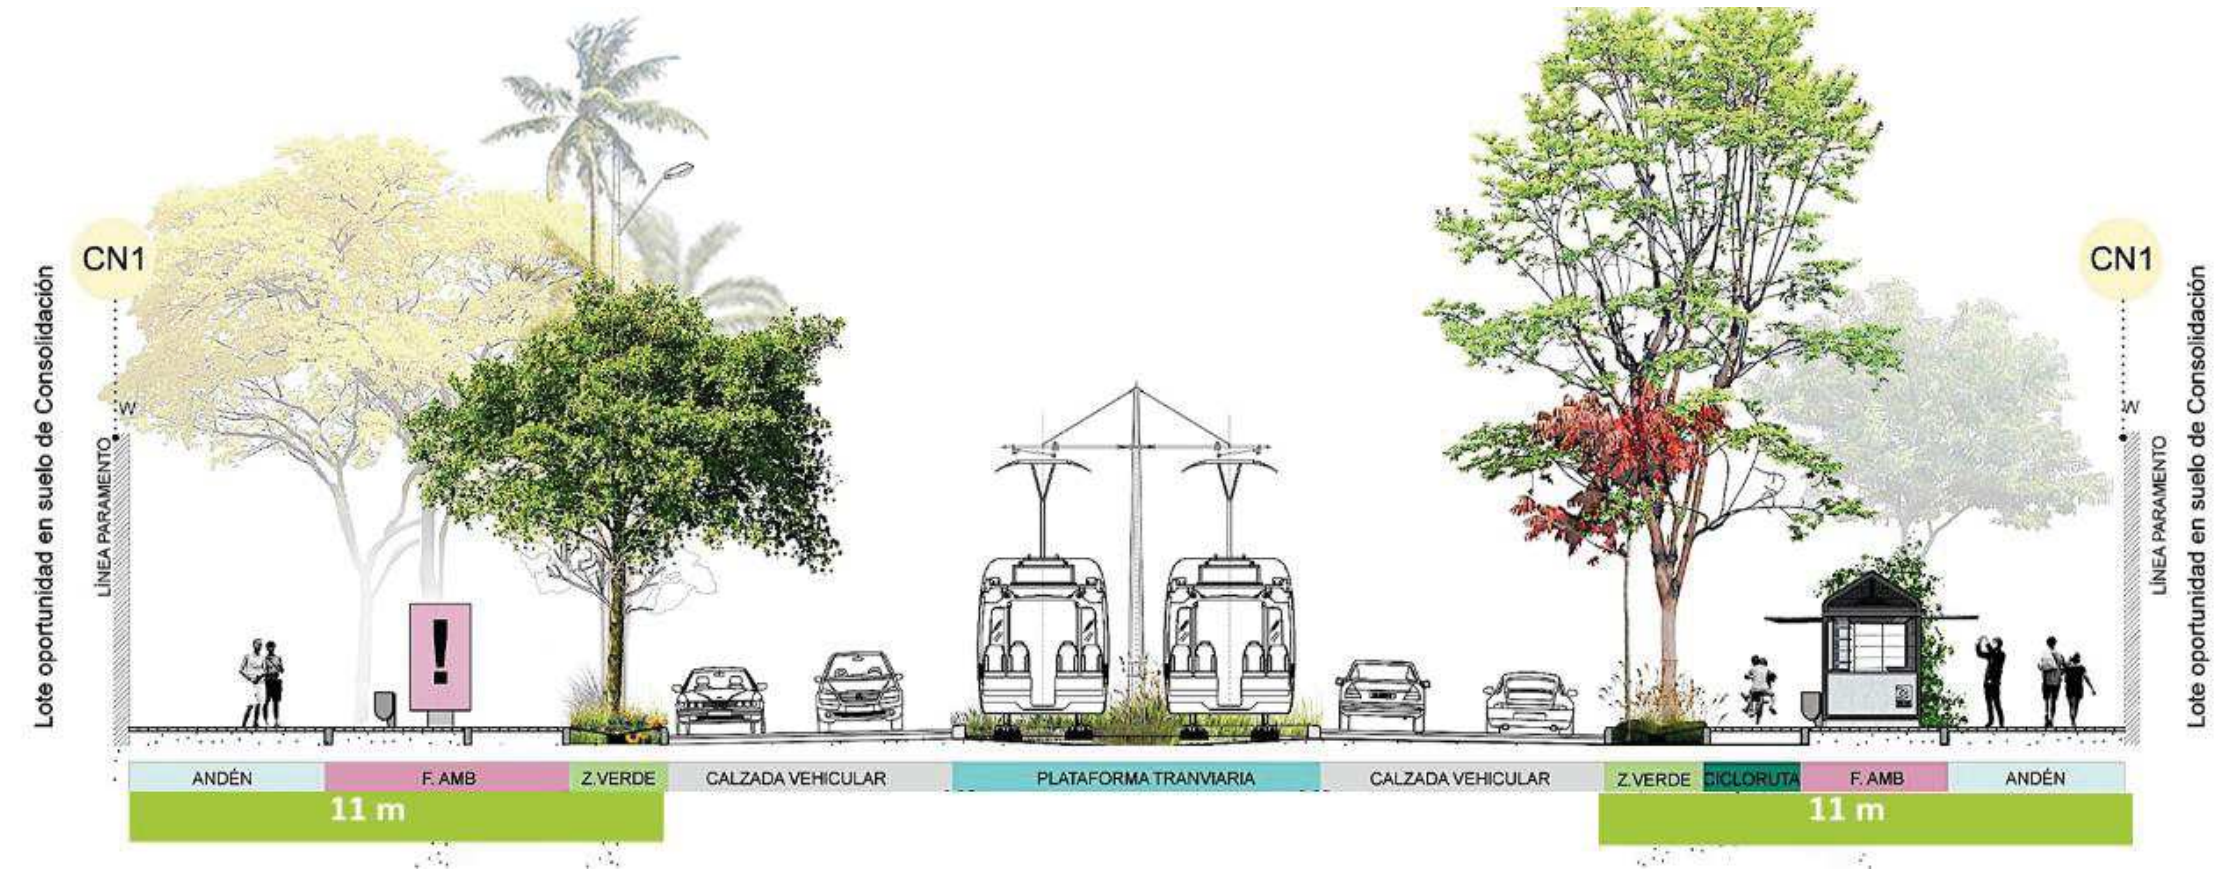 CN1
CN1
Lote oportunidad en suelo de Consolidación
LÍNEA PARAMENTO
W
W
LÍNEA PARAMENTO
Lote oportunidad en suelo de Consolidación
!
ANDÉN F. AMB Z.VERDE CALZADA VEHICULAR PLATAFORMA TRANVIARIA CALZADA VEHICULAR Z.VERDE CICLORUTA F. AMB ANDÉN
11 m 11 m